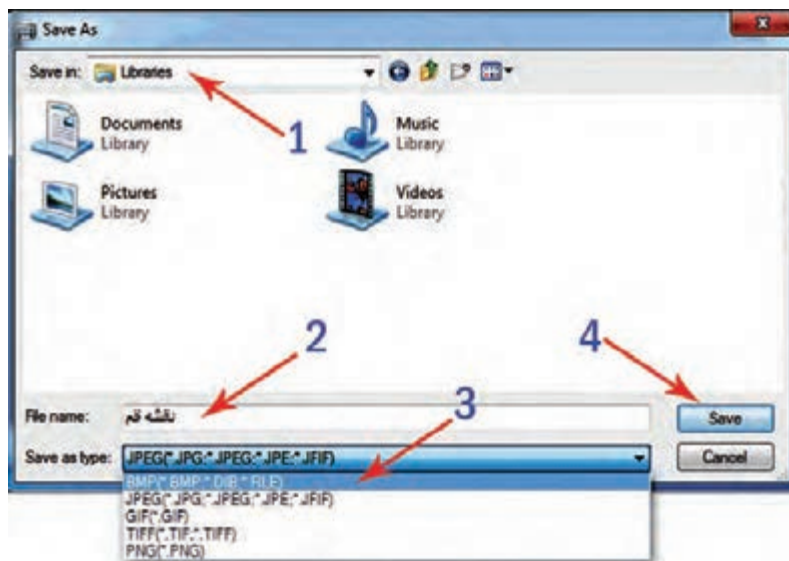 Save As
Save in: Libraries
1
Documents
Library
Music
Library
Pictures
Library
Videos
Library
2
4
File name: نقشه قم
Save
3
Save as type: JPEG(*.JPG;*.JPEG;*.JPE;*.JFIF)
Cancel
BMP(*.BMP;*.DIB;*.RLE)
JPEG(*.JPG;*.JPEG;*.JPE;*.JFIF)
GIF(*.GIF)
TIFF(*.TIF;*.TIFF)
PNG(*.PNG)